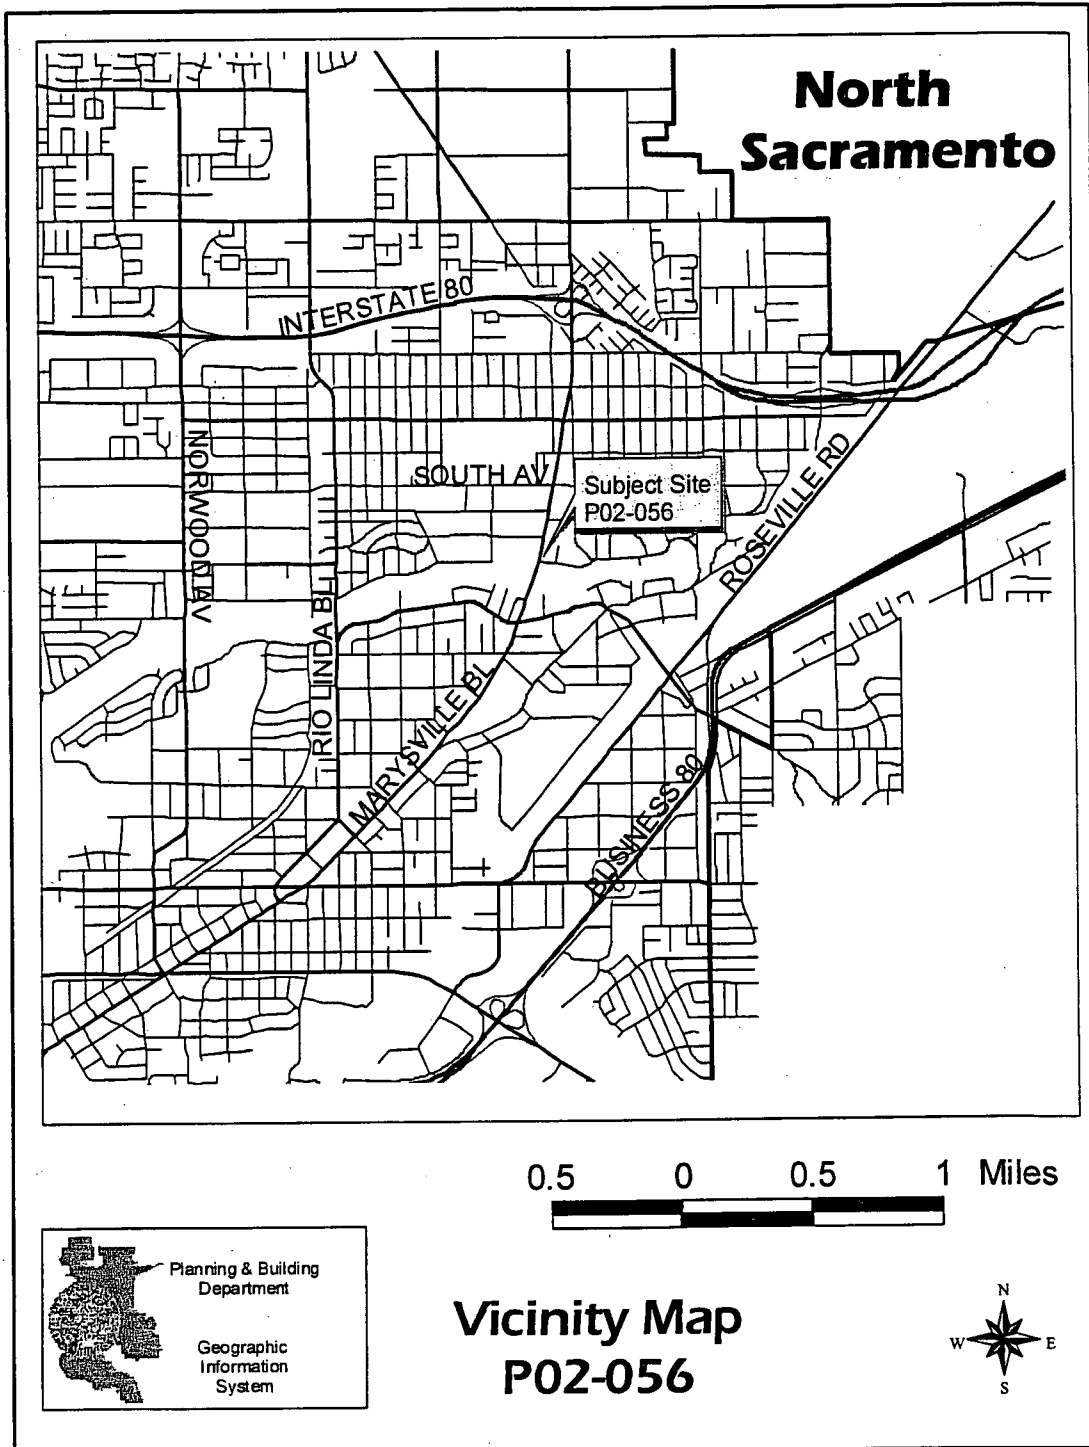 North
Sacramento
INTERSTATE 80
NORWOOD AV
SOUTH AV
Subject Site
P02-056
ROSEVILLE RD
RIO LINDA BL
MARYSVILLE BL
BUSINESS 80
0.5 0 0.5 1 Miles
Planning & Building
Department
Geographic
Information
System
Vicinity Map
P02-056
N
W E
S